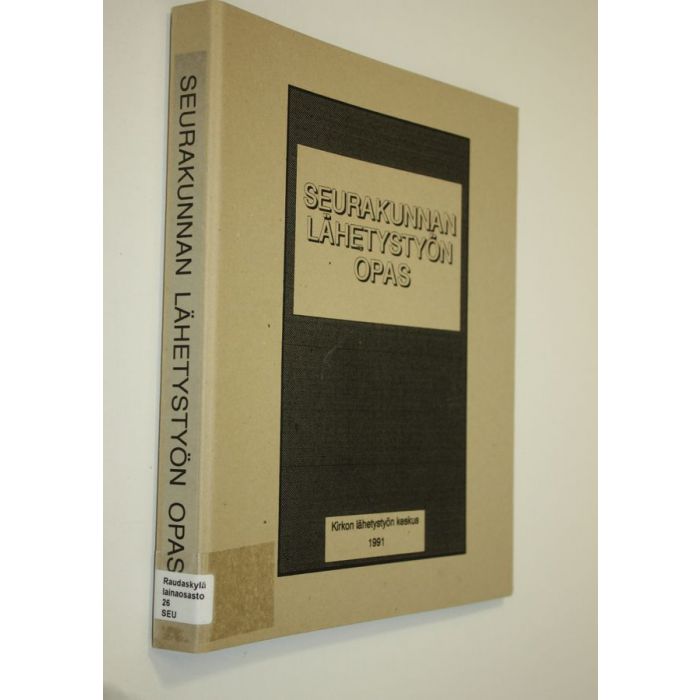 SEURAKUNNAN LÄHETYSTYÖN OPAS
Raudaskylä
lainaosasto
26
SEU
SEURAKUNNAN
LÄHETYSTYÖN
OPAS
Kirkon lähetystyön keskus
1991